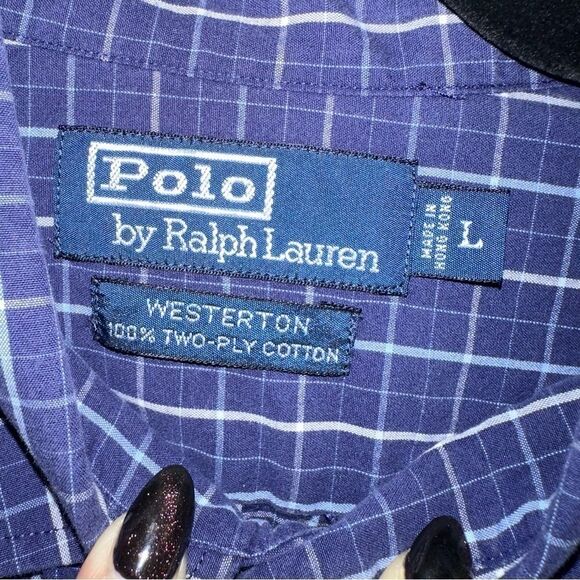 Polo
by Ralph Lauren
MADE IN
HONG KONG
L
WESTERTON
100% TWO-PLY COTTON